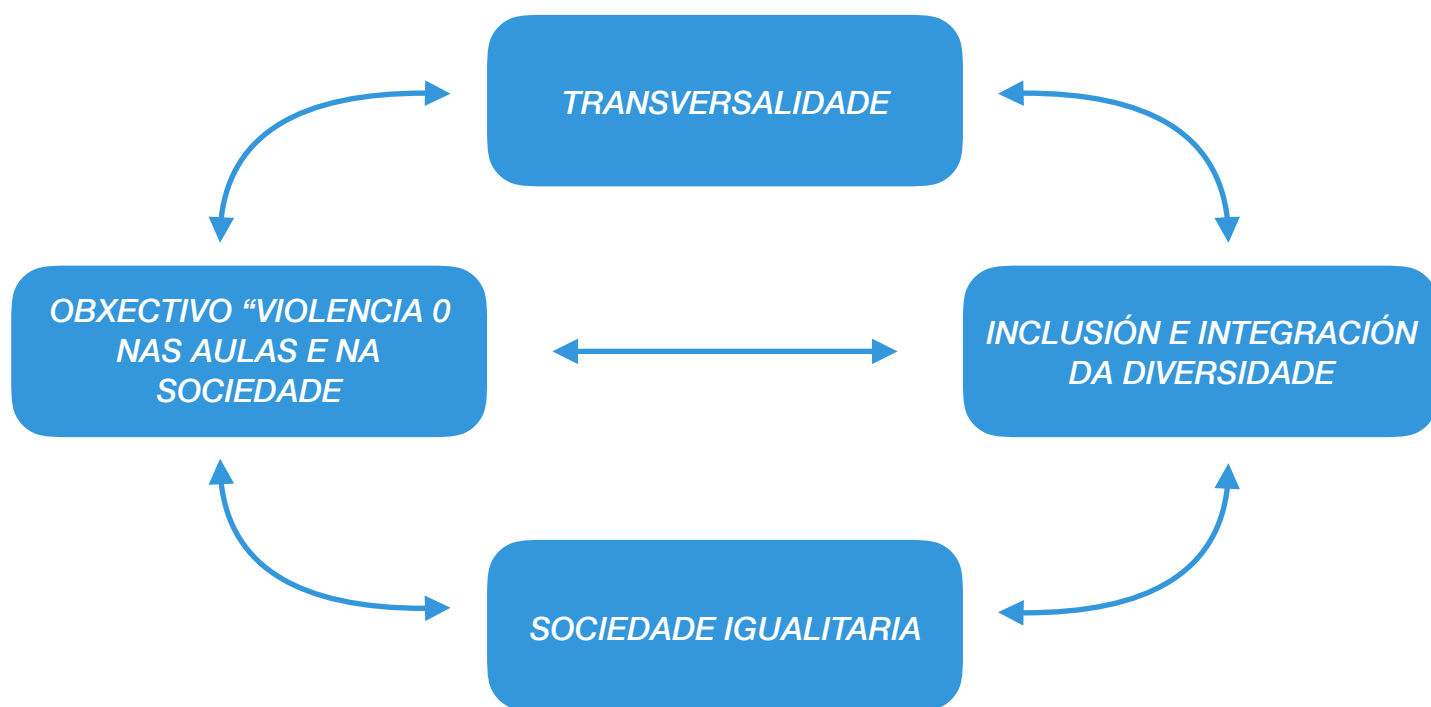 TRANSVERSALIDADE
OBXECTIVO “VIOLENCIA 0
NAS AULAS E NA
SOCIEDADE
INCLUSIÓN E INTEGRACIÓN
DA DIVERSIDADE
SOCIEDADE IGUALITARIA